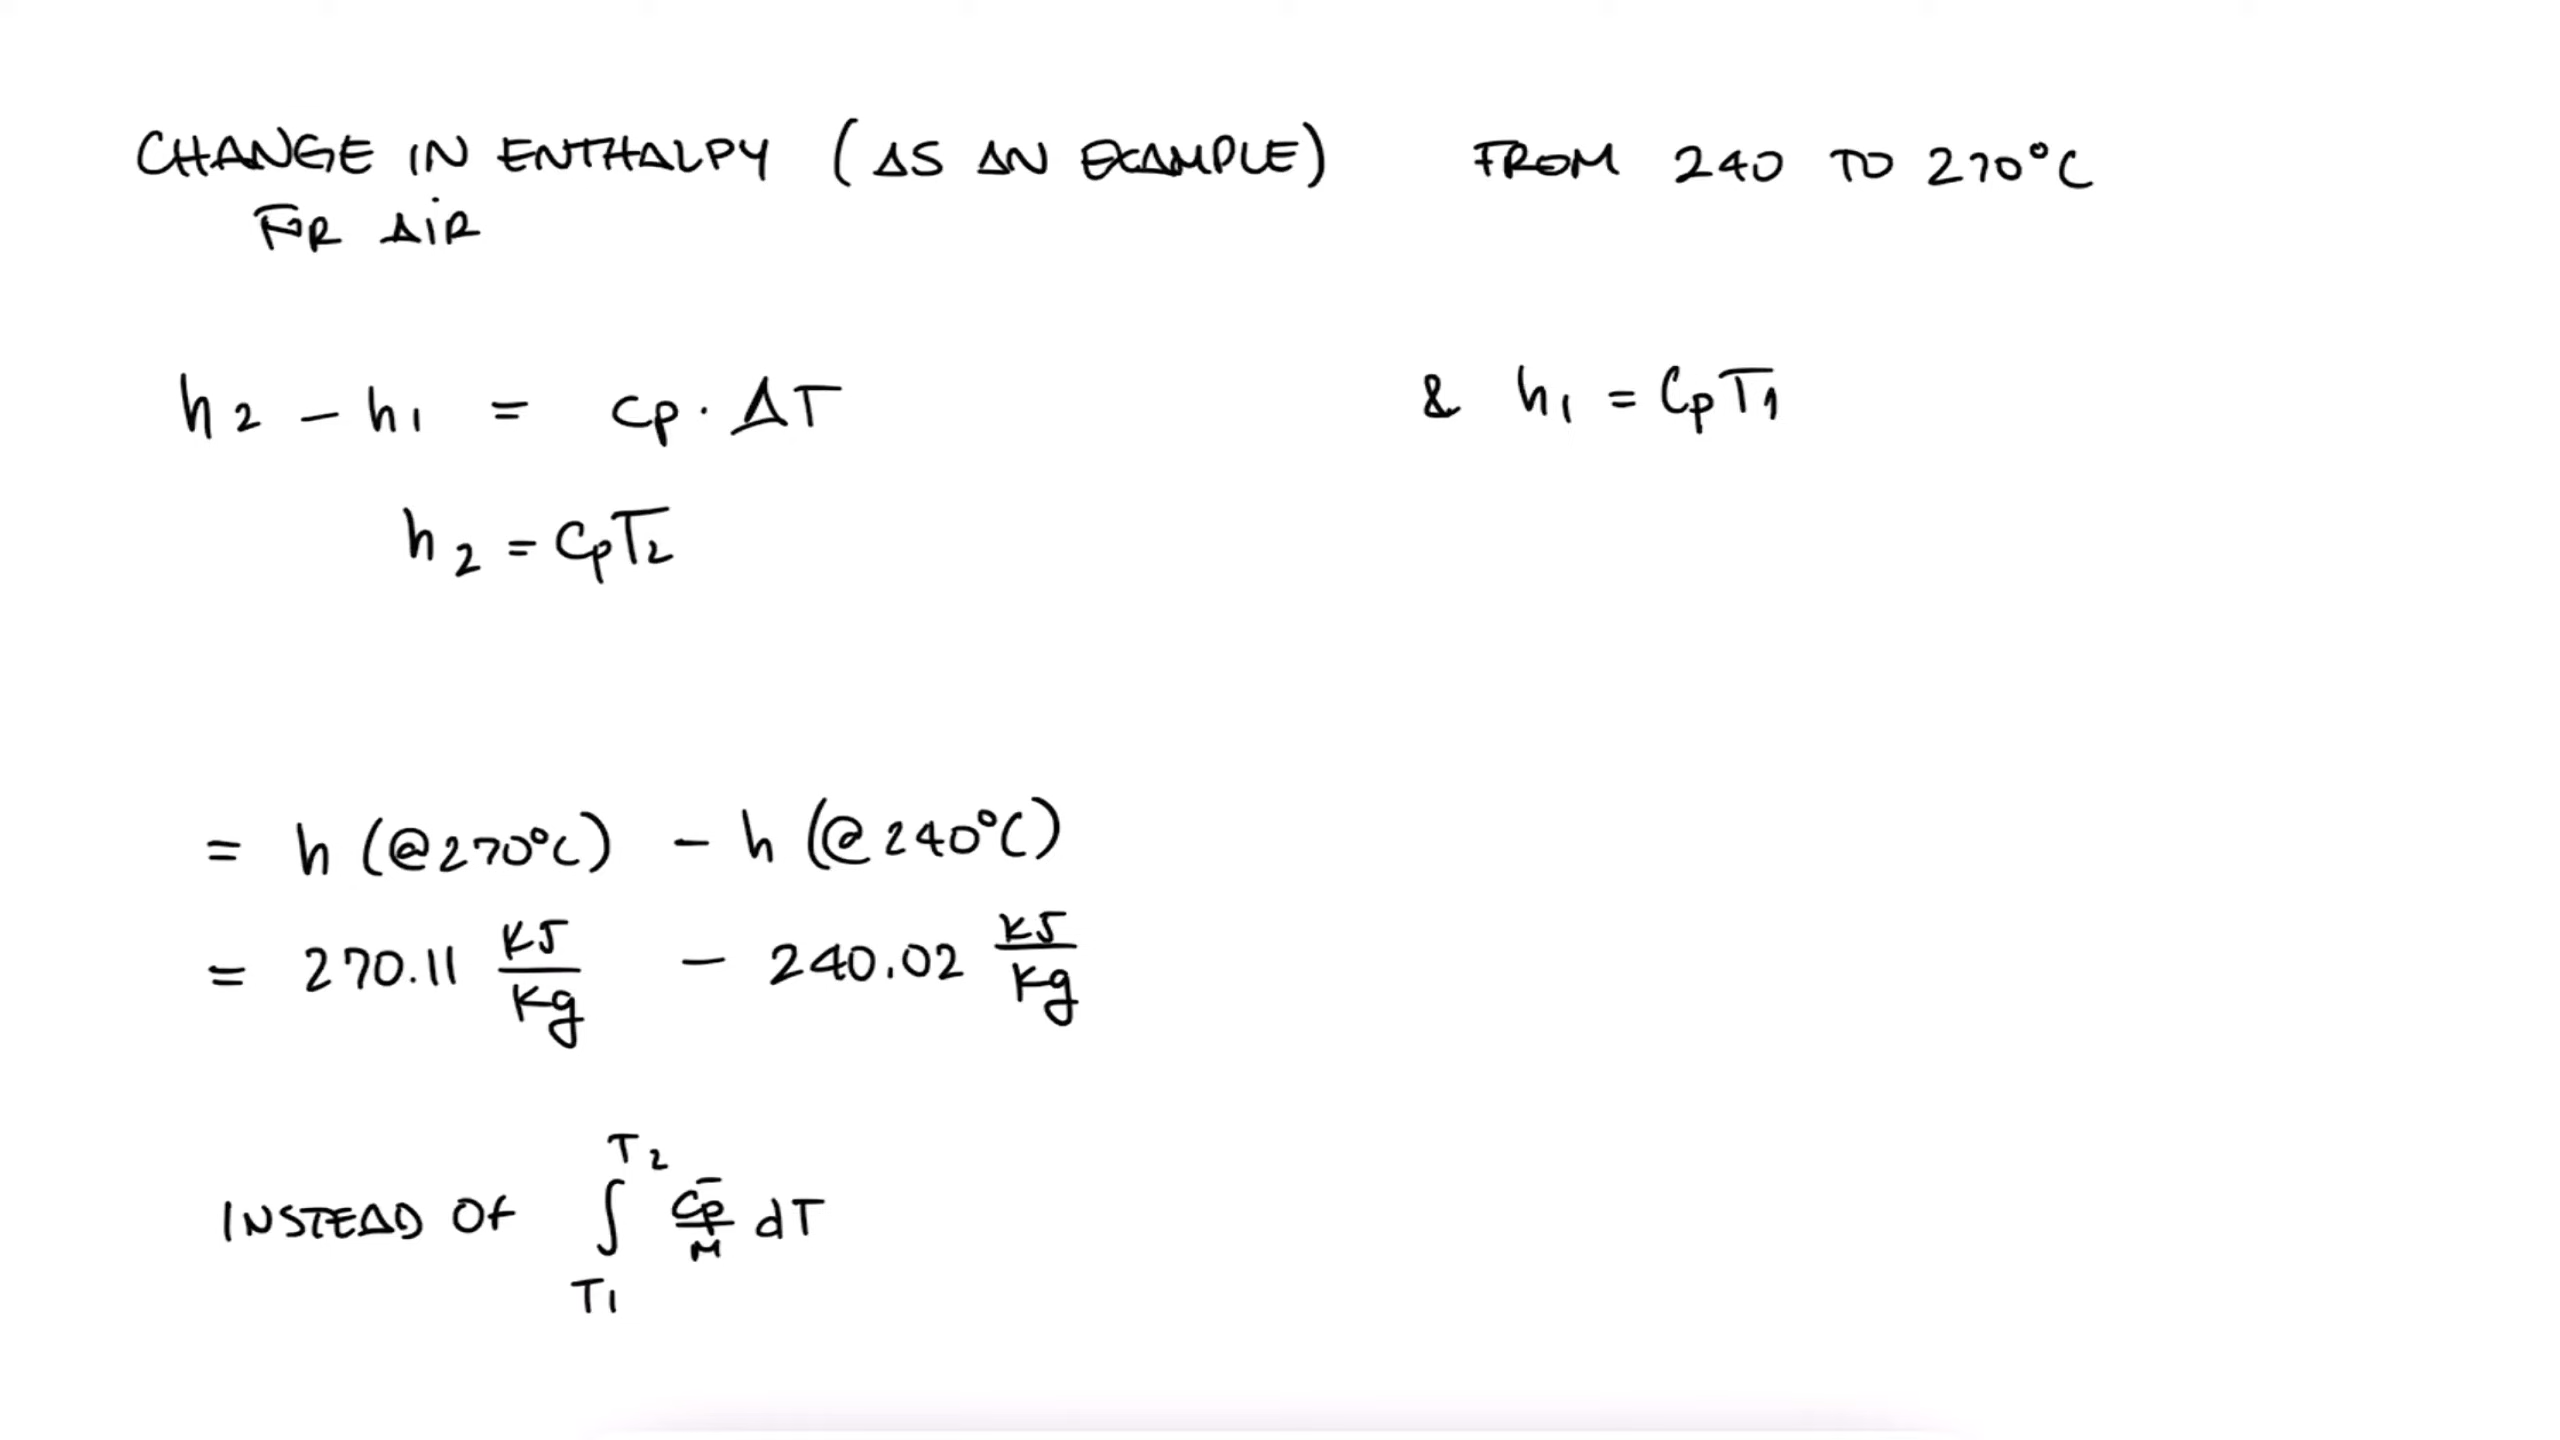 CHANGE IN ENTHALPY (AS AN EXAMPLE) FROM 240 TO 270°C
FOR AIR
h2 - h1 = Cp · ΔT & h1 = CpT1
h2 = CpT2
= h (@270°C) - h (@240°C)
= 270.11 KJ/Kg - 240.02 KJ/Kg
INSTEAD OF ∫T1 T2 C̄p/M dT